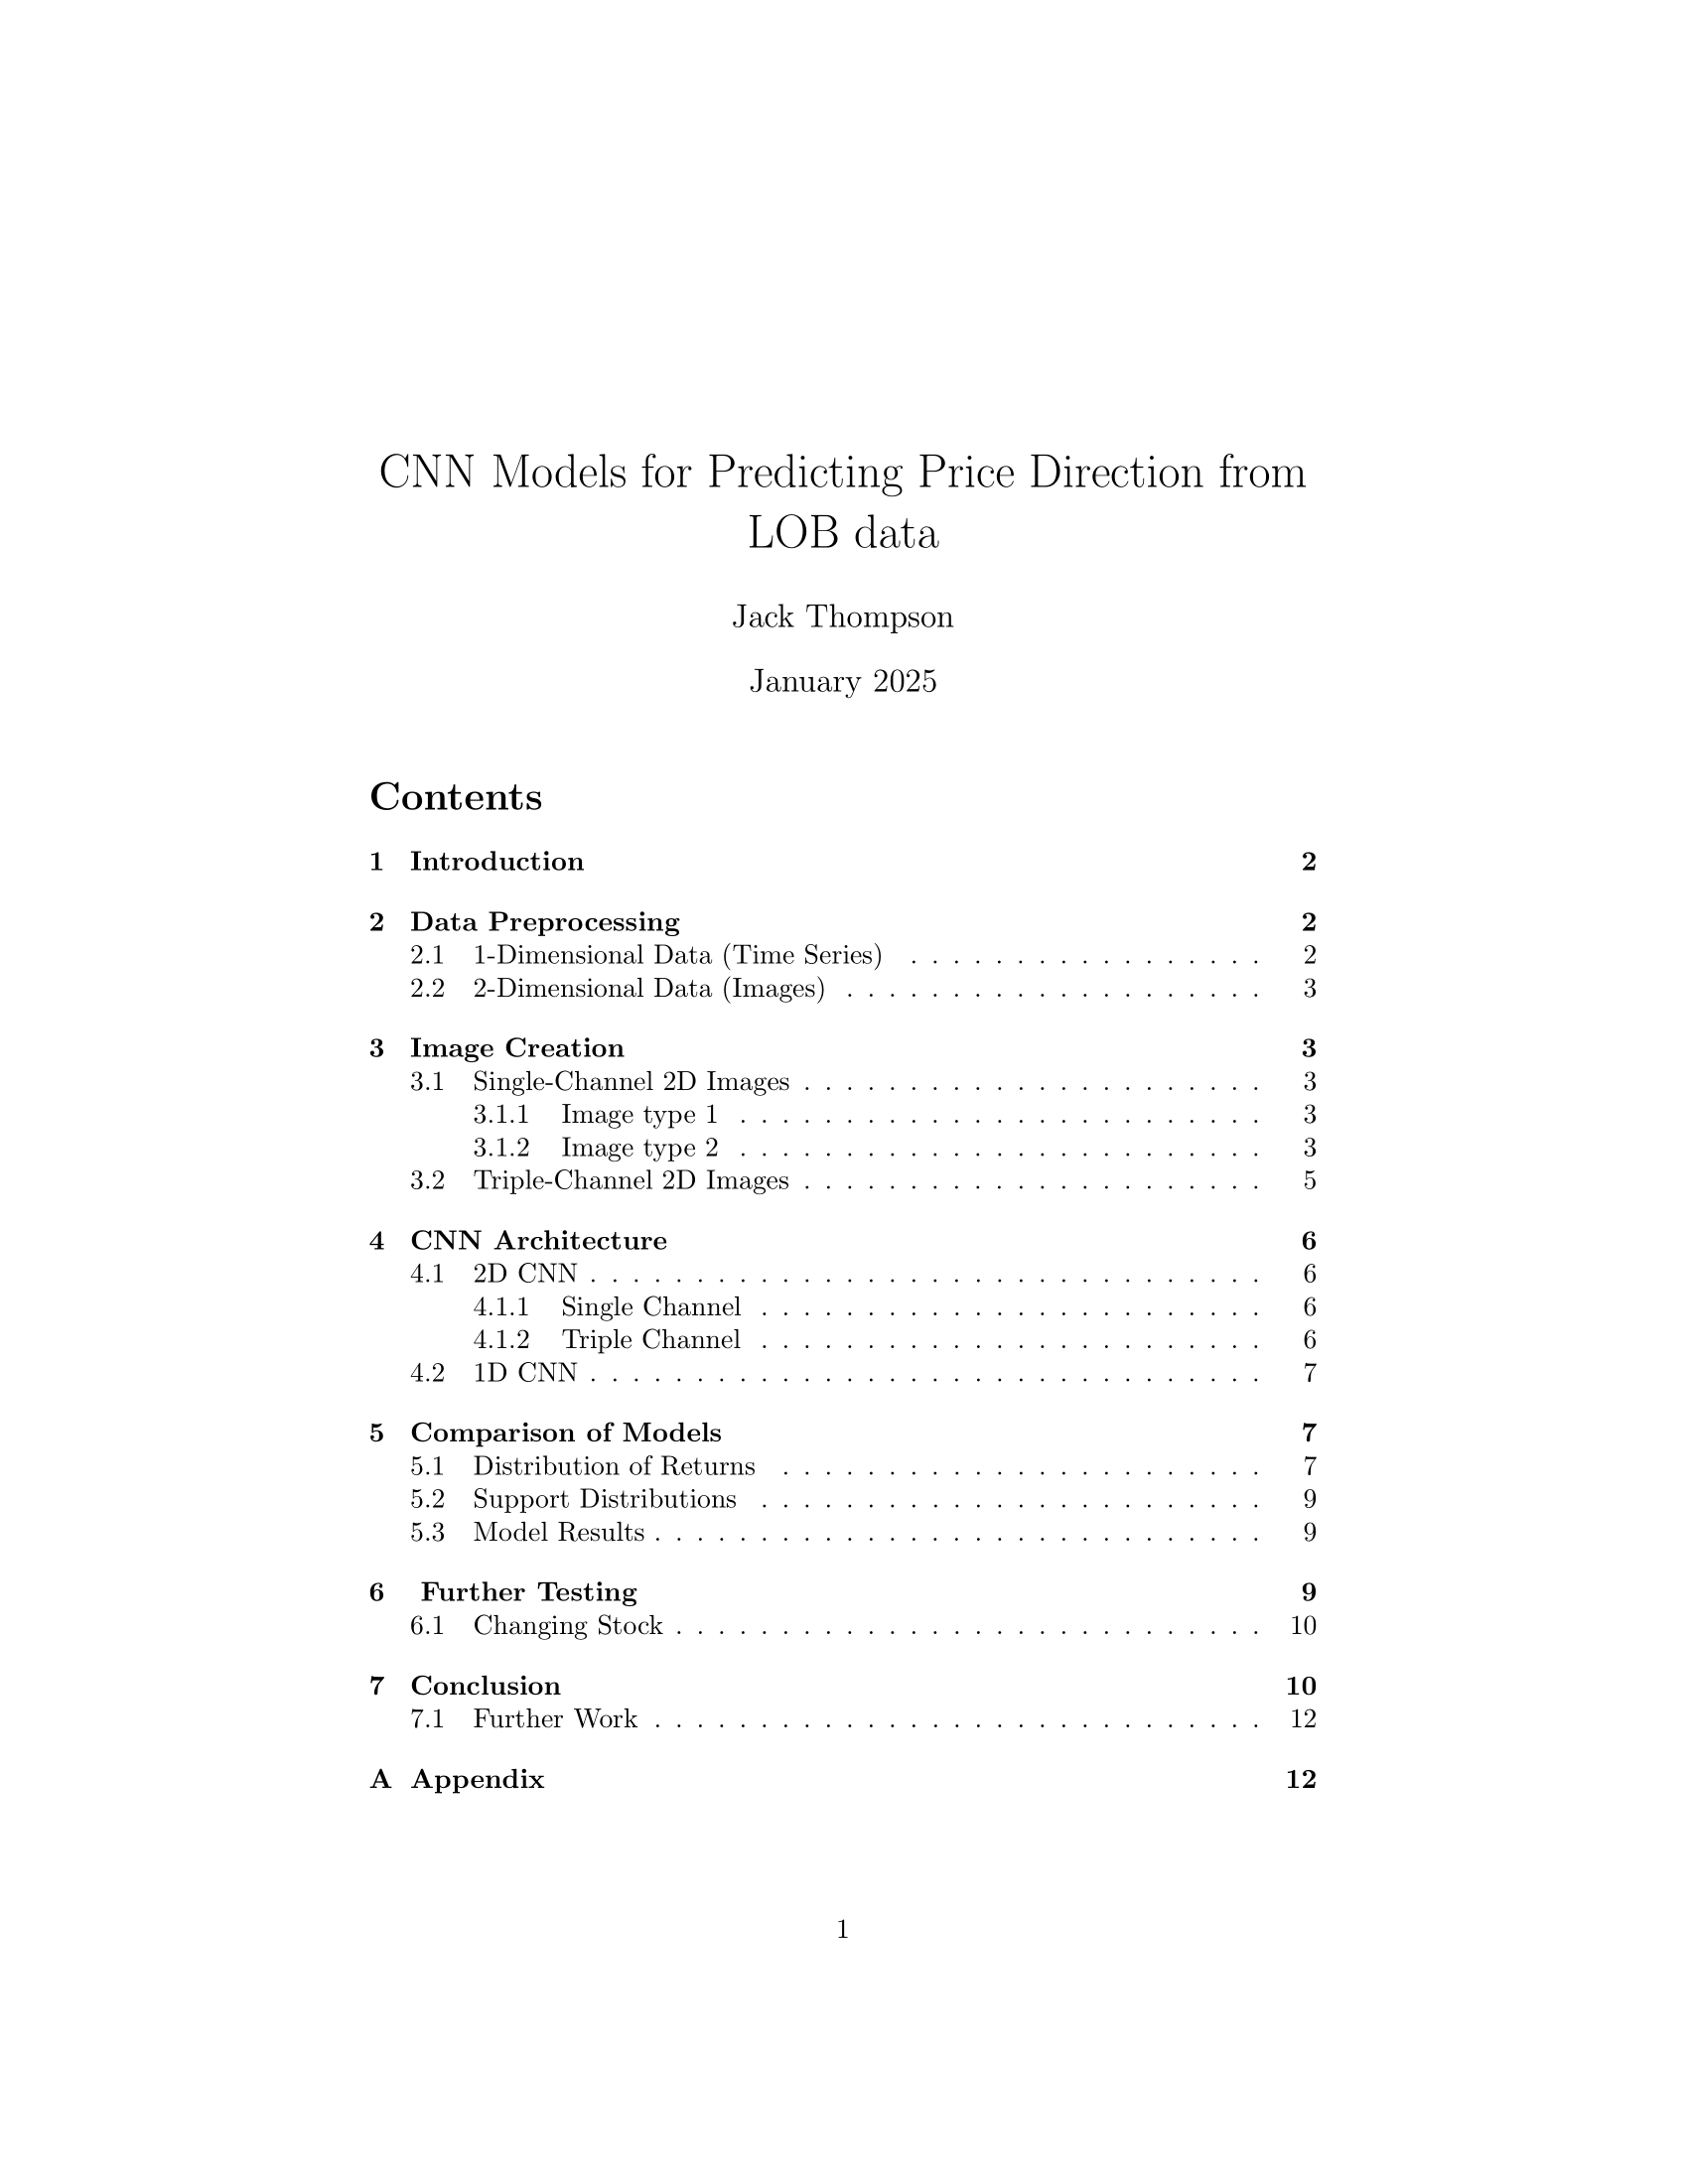 CNN Models for Predicting Price Direction from
LOB data
Jack Thompson
January 2025
Contents
1 Introduction 2
2 Data Preprocessing 2
2.1 1-Dimensional Data (Time Series) . . . . . . . . . . . . . . . . . 2
2.2 2-Dimensional Data (Images) . . . . . . . . . . . . . . . . . . . . 3
3 Image Creation 3
3.1 Single-Channel 2D Images . . . . . . . . . . . . . . . . . . . . . . 3
3.1.1 Image type 1 . . . . . . . . . . . . . . . . . . . . . . . . . 3
3.1.2 Image type 2 . . . . . . . . . . . . . . . . . . . . . . . . . 3
3.2 Triple-Channel 2D Images . . . . . . . . . . . . . . . . . . . . . . 5
4 CNN Architecture 6
4.1 2D CNN . . . . . . . . . . . . . . . . . . . . . . . . . . . . . . . . 6
4.1.1 Single Channel . . . . . . . . . . . . . . . . . . . . . . . . 6
4.1.2 Triple Channel . . . . . . . . . . . . . . . . . . . . . . . . 6
4.2 1D CNN . . . . . . . . . . . . . . . . . . . . . . . . . . . . . . . . 7
5 Comparison of Models 7
5.1 Distribution of Returns . . . . . . . . . . . . . . . . . . . . . . . 7
5.2 Support Distributions . . . . . . . . . . . . . . . . . . . . . . . . 9
5.3 Model Results . . . . . . . . . . . . . . . . . . . . . . . . . . . . . 9
6 Further Testing 9
6.1 Changing Stock . . . . . . . . . . . . . . . . . . . . . . . . . . . . 10
7 Conclusion 10
7.1 Further Work . . . . . . . . . . . . . . . . . . . . . . . . . . . . . 12
A Appendix 12
1